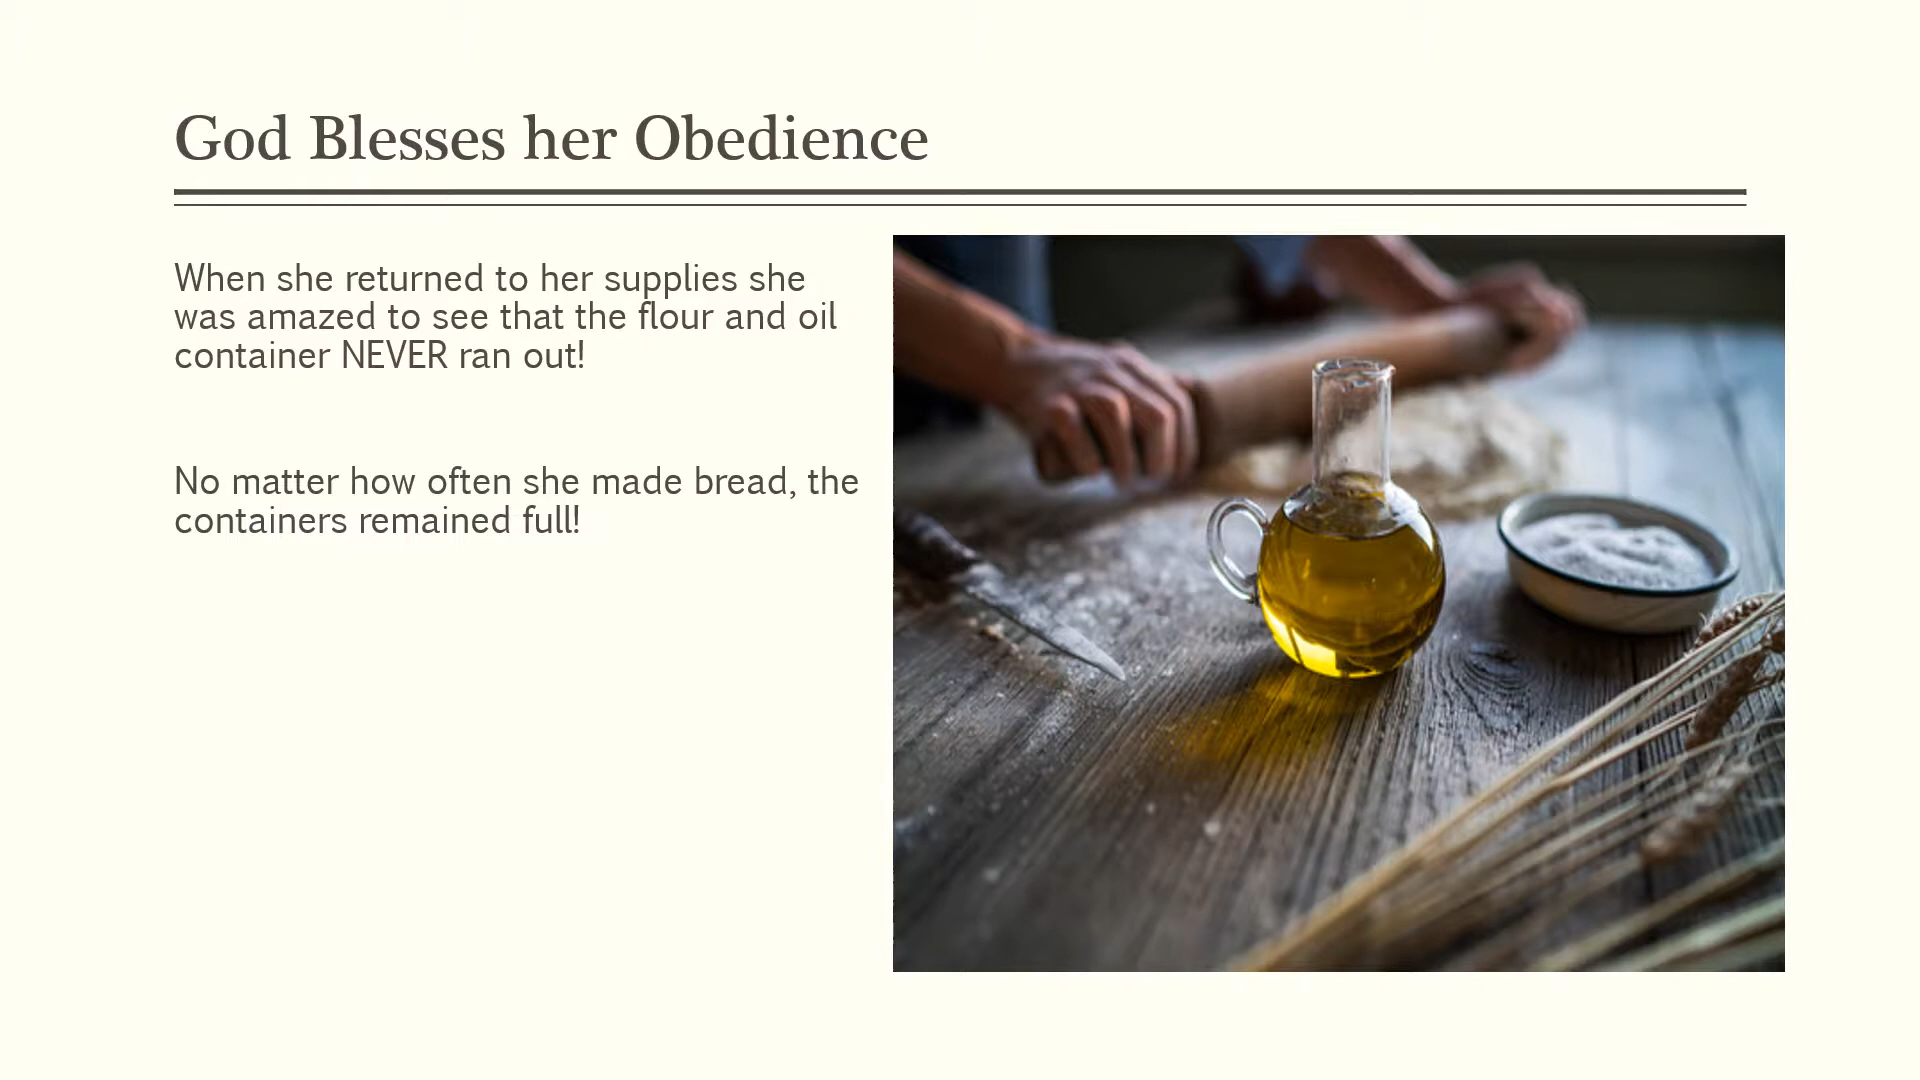 God Blesses her Obedience
When she returned to her supplies she
was amazed to see that the flour and oil
container NEVER ran out!
No matter how often she made bread, the
containers remained full!